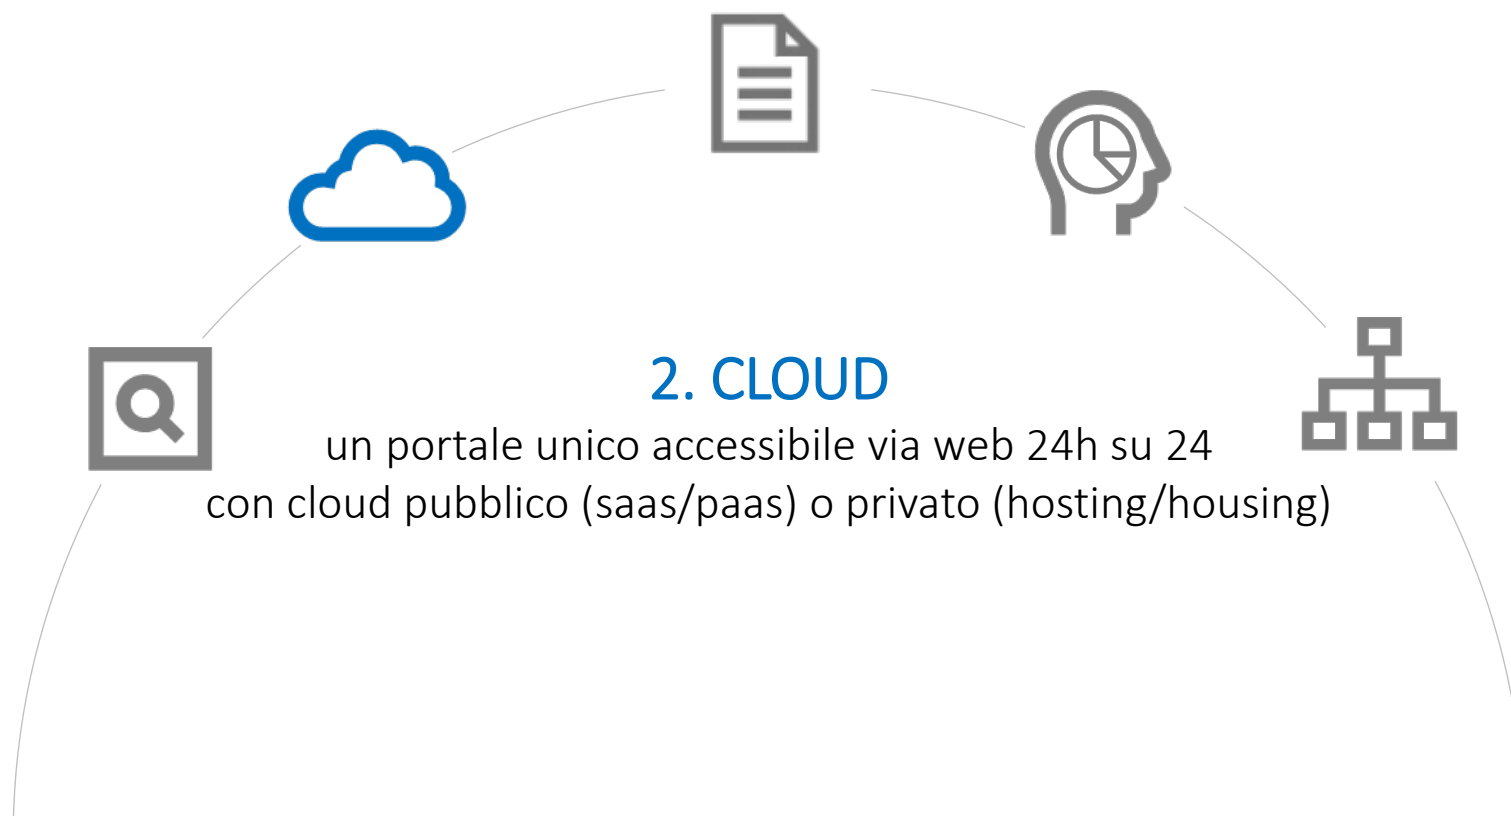 2. CLOUD
un portale unico accessibile via web 24h su 24
con cloud pubblico (saas/paas) o privato (hosting/housing)